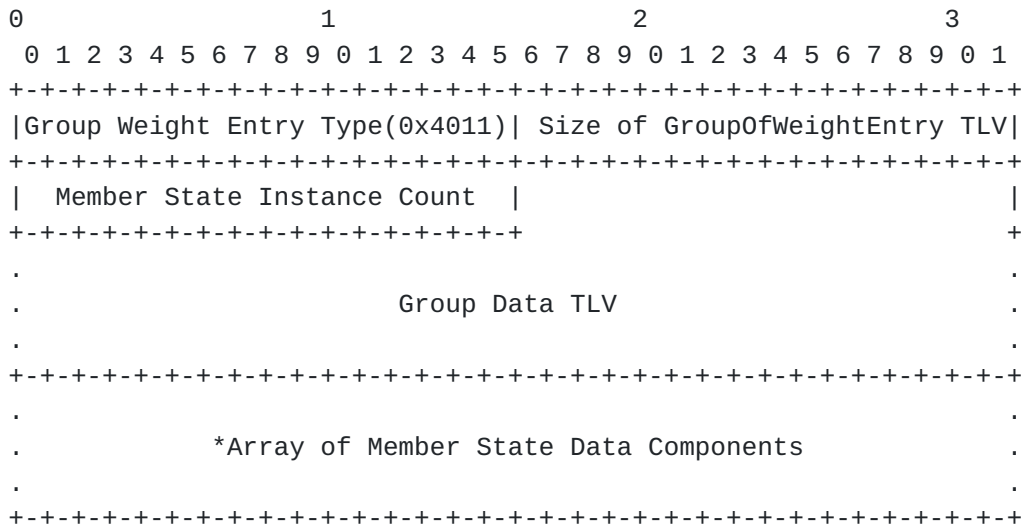 0                   1                   2                   3
 0 1 2 3 4 5 6 7 8 9 0 1 2 3 4 5 6 7 8 9 0 1 2 3 4 5 6 7 8 9 0 1
+-+-+-+-+-+-+-+-+-+-+-+-+-+-+-+-+-+-+-+-+-+-+-+-+-+-+-+-+-+-+-+-+
|Group Weight Entry Type(0x4011)| Size of GroupOfWeightEntry TLV|
+-+-+-+-+-+-+-+-+-+-+-+-+-+-+-+-+-+-+-+-+-+-+-+-+-+-+-+-+-+-+-+-+
|  Member State Instance Count  |                               |
+-+-+-+-+-+-+-+-+-+-+-+-+-+-+-+-+                               +
.                                                               .
.                        Group Data TLV                         .
.                                                               .
+-+-+-+-+-+-+-+-+-+-+-+-+-+-+-+-+-+-+-+-+-+-+-+-+-+-+-+-+-+-+-+-+
.                                                               .
.            *Array of Member State Data Components             .
.                                                               .
+-+-+-+-+-+-+-+-+-+-+-+-+-+-+-+-+-+-+-+-+-+-+-+-+-+-+-+-+-+-+-+-+